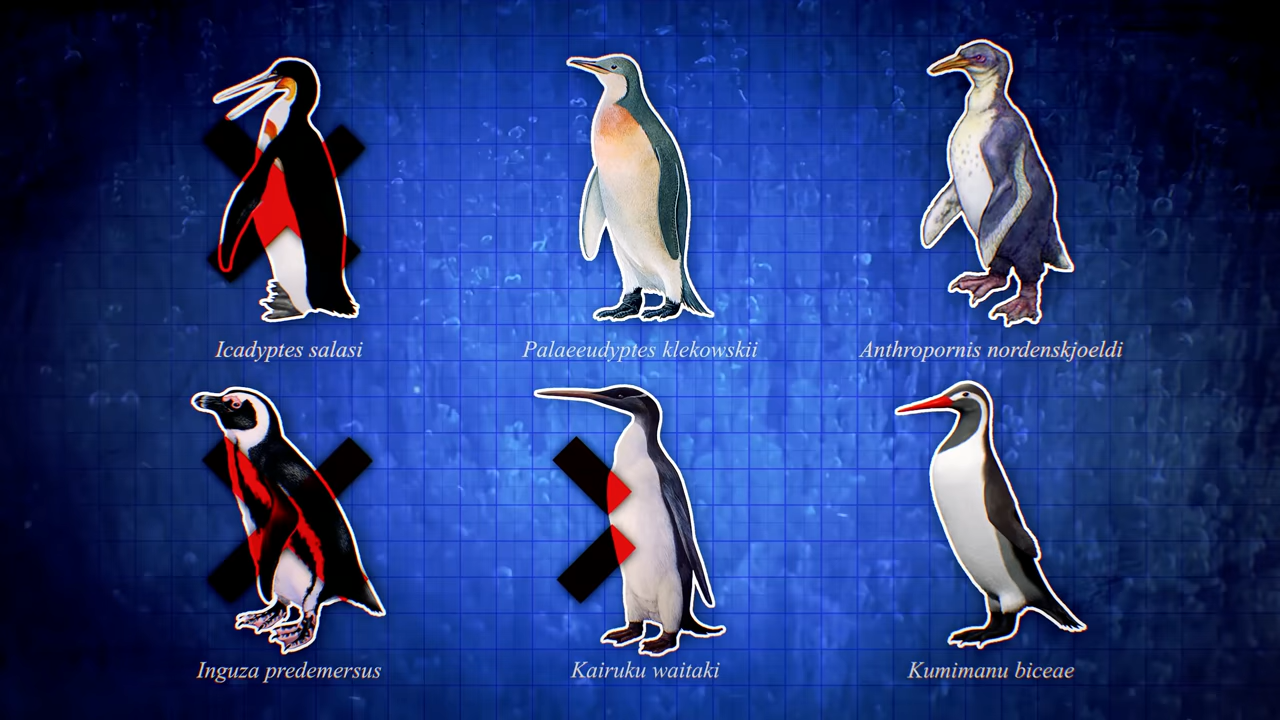 Icadyptes salasi
Palaeeudyptes klekowskii
Anthropornis nordenskjoeldi
Inguza predemersus
Kairuku waitaki
Kumimanu biceae